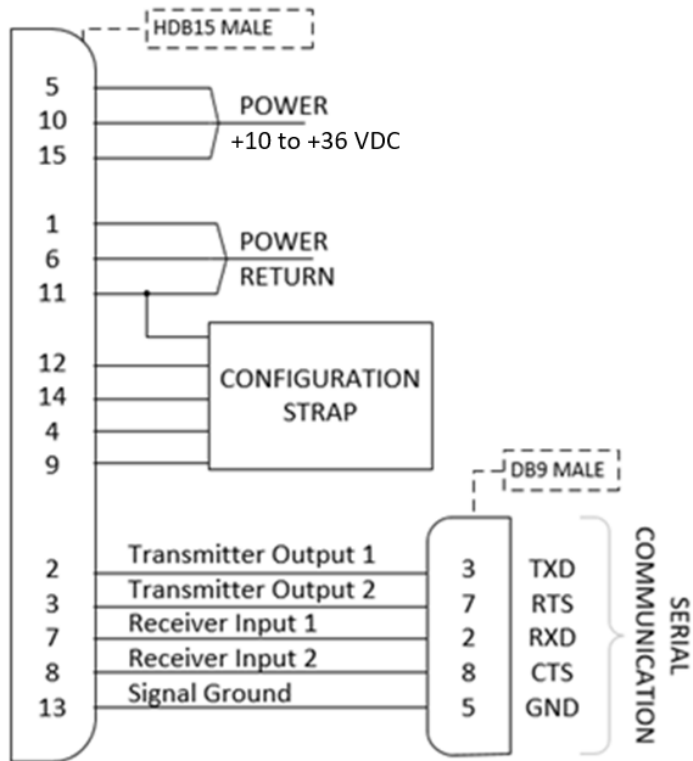 HDB15 MALE
5
10
15
POWER
+10 to +36 VDC
1
6
11
POWER
RETURN
12
14
4
9
CONFIGURATION
STRAP
DB9 MALE
2 Transmitter Output 1 3 TXD
3 Transmitter Output 2 7 RTS
7 Receiver Input 1 2 RXD
8 Receiver Input 2 8 CTS
13 Signal Ground 5 GND
SERIAL
COMMUNICATION